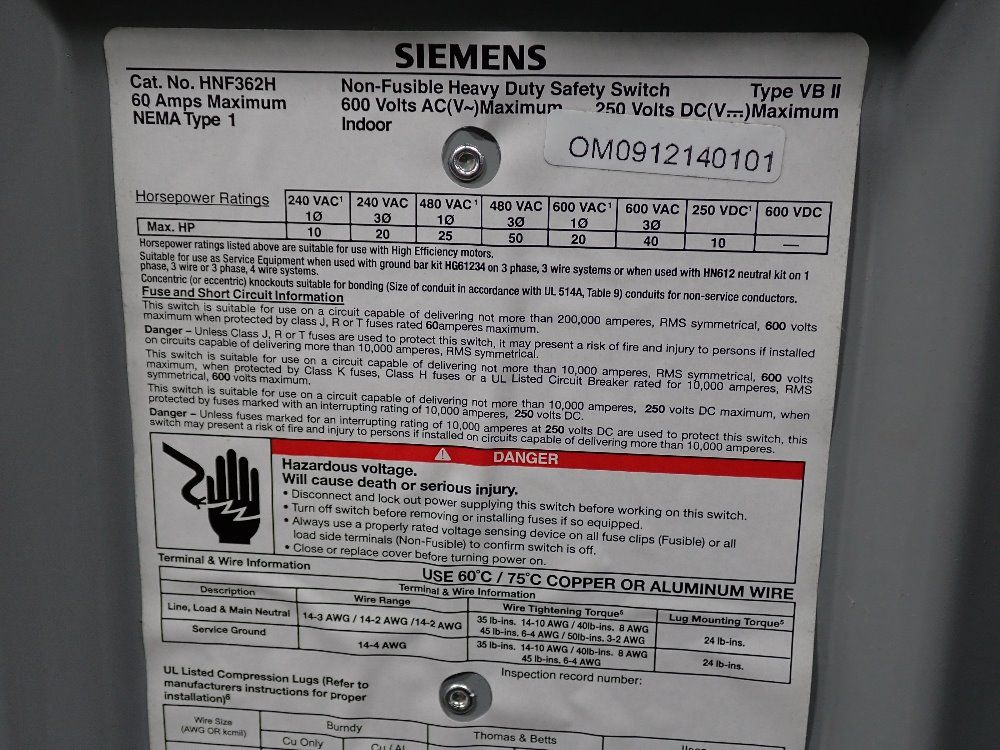 SIEMENS
Cat. No. HNF362H
60 Amps Maximum
NEMA Type 1
Non-Fusible Heavy Duty Safety Switch
600 Volts AC(V~)Maximum
Indoor
Type VB II
250 Volts DC(V⎓)Maximum
OM0912140101
Horsepower Ratings 240 VAC¹ 1Ø 240 VAC 3Ø 480 VAC¹ 1Ø 480 VAC 3Ø 600 VAC¹ 1Ø 600 VAC 3Ø 250 VDC¹ 600 VDC
Max. HP 10 20 25 50 20 40 10 —
Horsepower ratings listed above are suitable for use with High Efficiency motors.
Suitable for use as Service Equipment when used with ground bar kit HG61234 on 3 phase, 3 wire systems or when used with HN612 neutral kit on 1
phase, 3 wire or 3 phase, 4 wire systems.
Concentric (or eccentric) knockouts suitable for bonding (Size of conduit in accordance with UL 514A, Table 9) conduits for non-service conductors.
Fuse and Short Circuit Information
This switch is suitable for use on a circuit capable of delivering not more than 200,000 amperes, RMS symmetrical, 600 volts
maximum when protected by class J, R or T fuses rated 60amperes maximum.
Danger – Unless Class J, R or T fuses are used to protect this switch, it may present a risk of fire and injury to persons if installed
on circuits capable of delivering more than 10,000 amperes, RMS symmetrical.
This switch is suitable for use on a circuit capable of delivering not more than 10,000 amperes, RMS symmetrical, 600 volts
maximum, when protected by Class K fuses, Class H fuses or a UL Listed Circuit Breaker rated for 10,000 amperes, RMS
symmetrical, 600 volts maximum.
This switch is suitable for use on a circuit capable of delivering not more than 10,000 amperes, 250 volts DC maximum, when
protected by fuses marked with an interrupting rating of 10,000 amperes, 250 volts DC.
Danger – Unless fuses marked for an interrupting rating of 10,000 amperes at 250 volts DC are used to protect this switch, this
switch may present a risk of fire and injury to persons if installed on circuits capable of delivering more than 10,000 amperes.
DANGER
Hazardous voltage.
Will cause death or serious injury.
• Disconnect and lock out power supplying this switch before working on this switch.
• Turn off switch before removing or installing fuses if so equipped.
• Always use a properly rated voltage sensing device on all fuse clips (Fusible) or all
load side terminals (Non-Fusible) to confirm switch is off.
• Close or replace cover before turning power on.
Terminal & Wire Information
USE 60°C / 75°C COPPER OR ALUMINUM WIRE
Terminal & Wire Information
Description Wire Range Wire Tightening Torque⁶ Lug Mounting Torque⁶
Line, Load & Main Neutral 14-3 AWG / 14-2 AWG /14-2 AWG 35 lb-ins. 14-10 AWG / 40lb-ins. 8 AWG
45 lb-ins. 6-4 AWG / 50lb-ins. 3-2 AWG 24 lb-ins.
Service Ground 14-4 AWG 35 lb-ins. 14-10 AWG / 40lb-ins. 8 AWG
45 lb-ins. 6-4 AWG 24 lb-ins.
Inspection record number:
UL Listed Compression Lugs (Refer to
manufacturers instructions for proper
installation)⁶
Wire Size
(AWG OR kcmil) Burndy Thomas & Betts
Cu Only Cu / Al